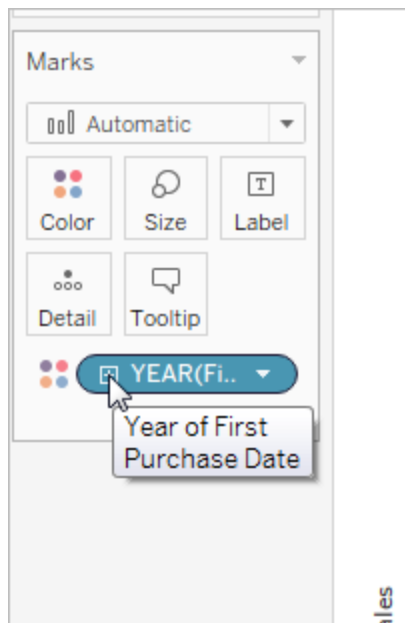 Marks
Automatic
Color Size Label
Detail Tooltip
YEAR(Fi..
Year of First
Purchase Date